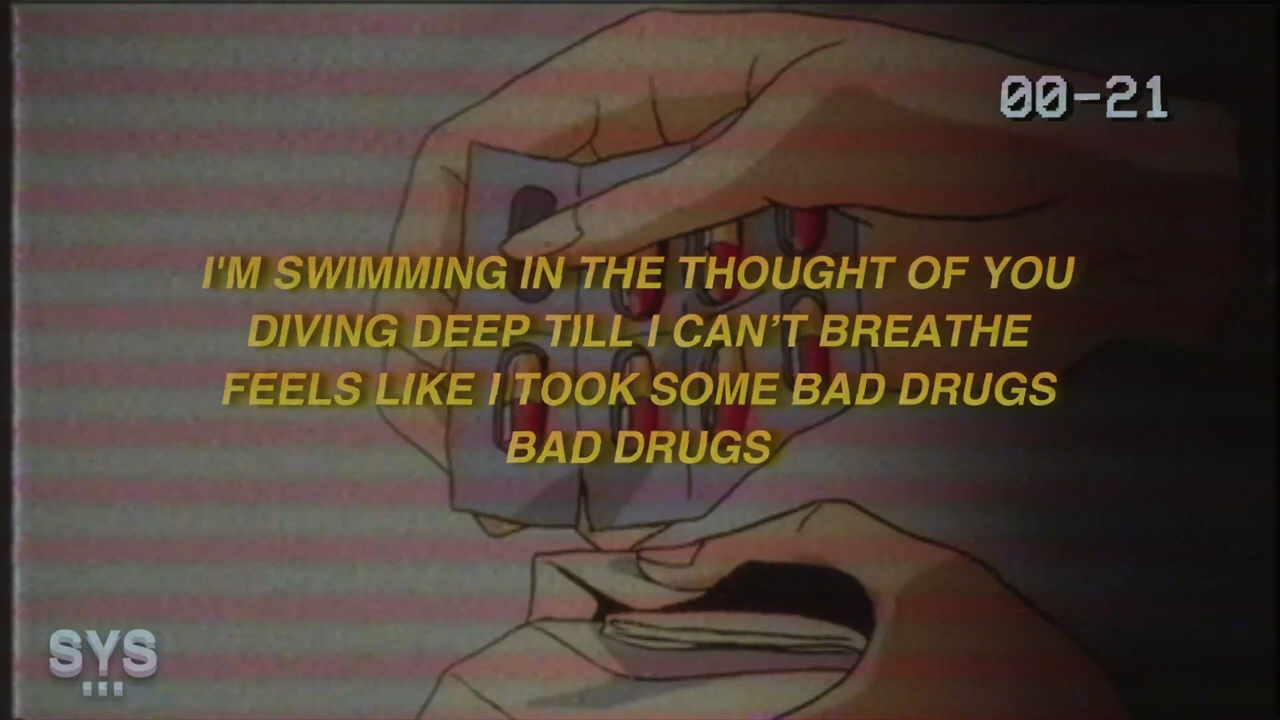 00-21
I'M SWIMMING IN THE THOUGHT OF YOU
DIVING DEEP TILL I CAN’T BREATHE
FEELS LIKE I TOOK SOME BAD DRUGS
BAD DRUGS
SYS